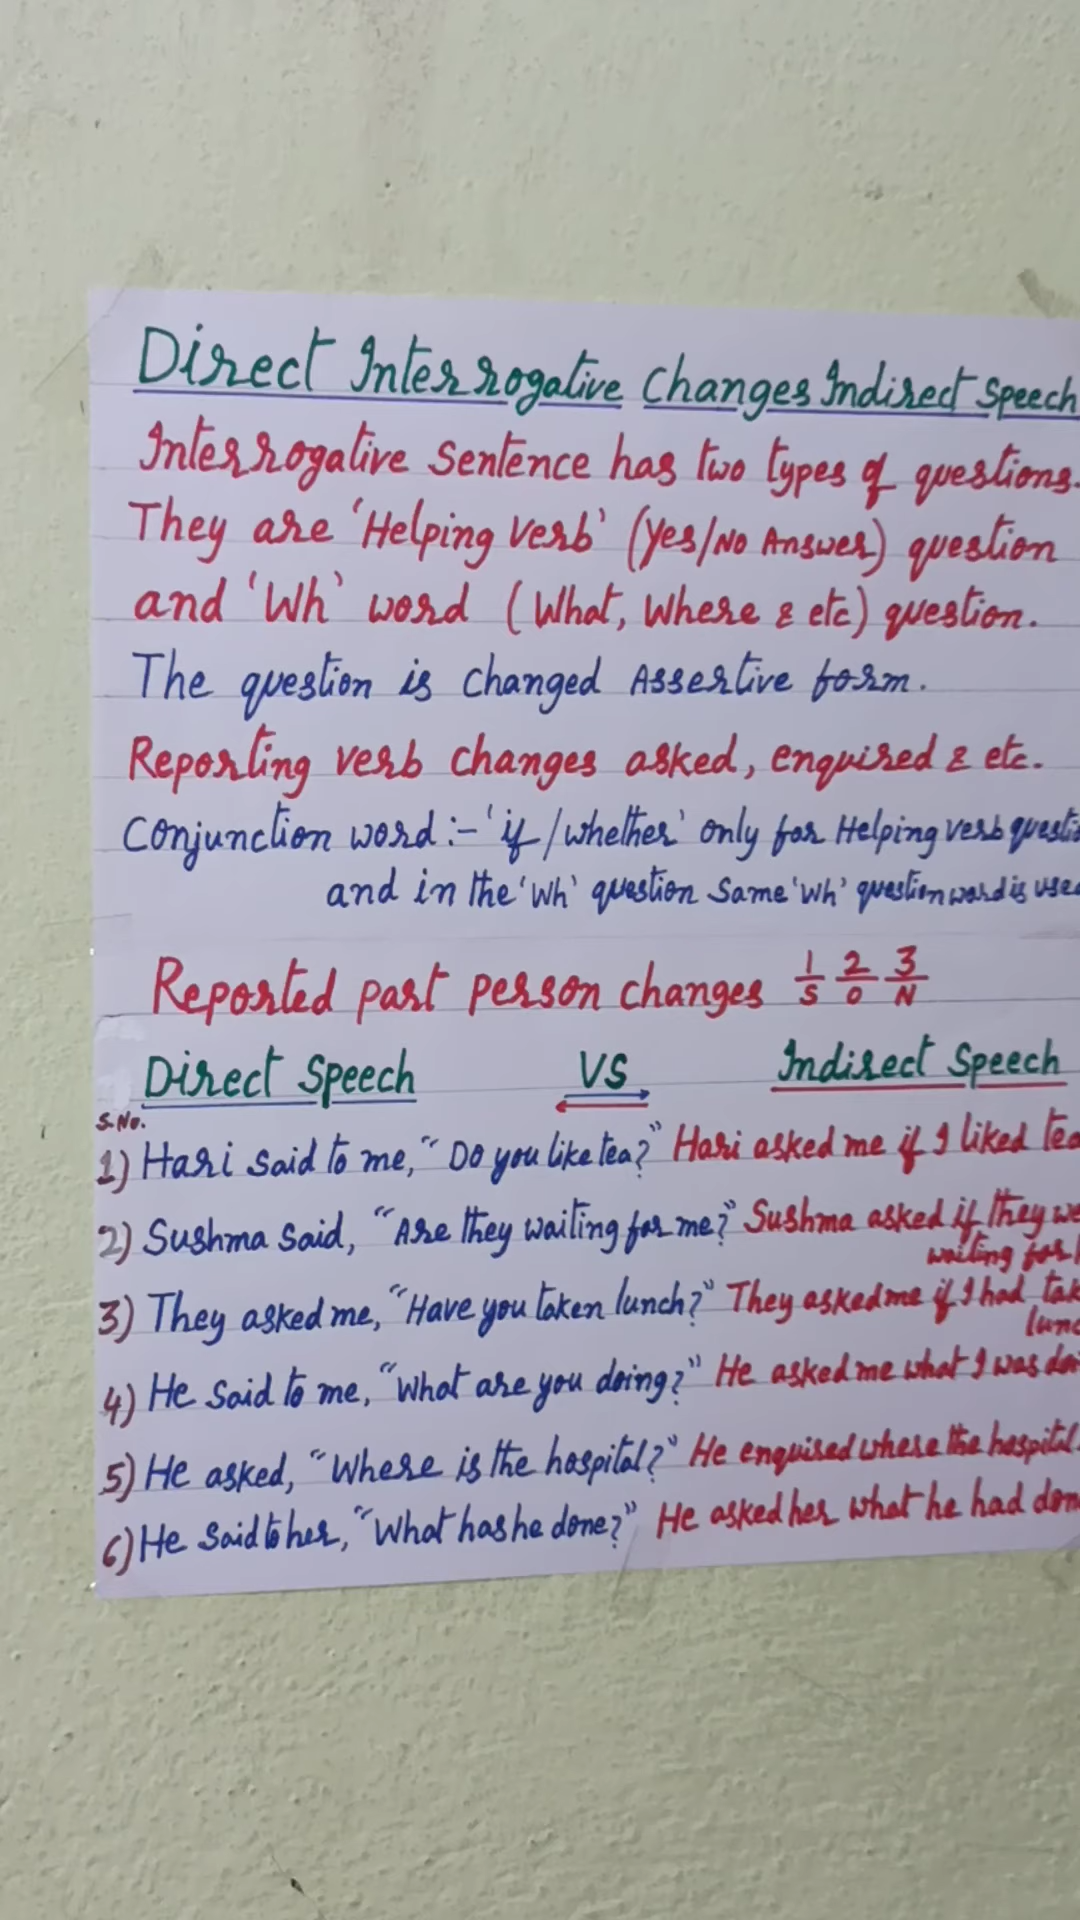 Direct Interrogative Changes Indirect Speech
Interrogative Sentence has two types of questions.
They are 'Helping Verb' (Yes/No Answer) question
and 'Wh' word (What, Where & etc) question.
The question is changed Assertive form.
Reporting verb changes asked, enquired & etc.
Conjunction word :- 'if/whether' only for Helping verb
and in the 'Wh' question Same 'Wh' question word is
Reported part person changes 1/S 2/O 3/N
Direct Speech VS Indirect Speech
S.No.
1) Hari said to me, "Do you like tea?" Hari asked me if I liked
2) Sushma said, "Are they waiting for me?" Sushma asked if they
waiting for
3) They asked me, "Have you taken lunch?" They asked me if I had
4) He said to me, "What are you doing?" He asked me what I was
5) He asked, "Where is the hospital?" He enquired where the hospital
6) He said to her, "What has he done?" He asked her what he had